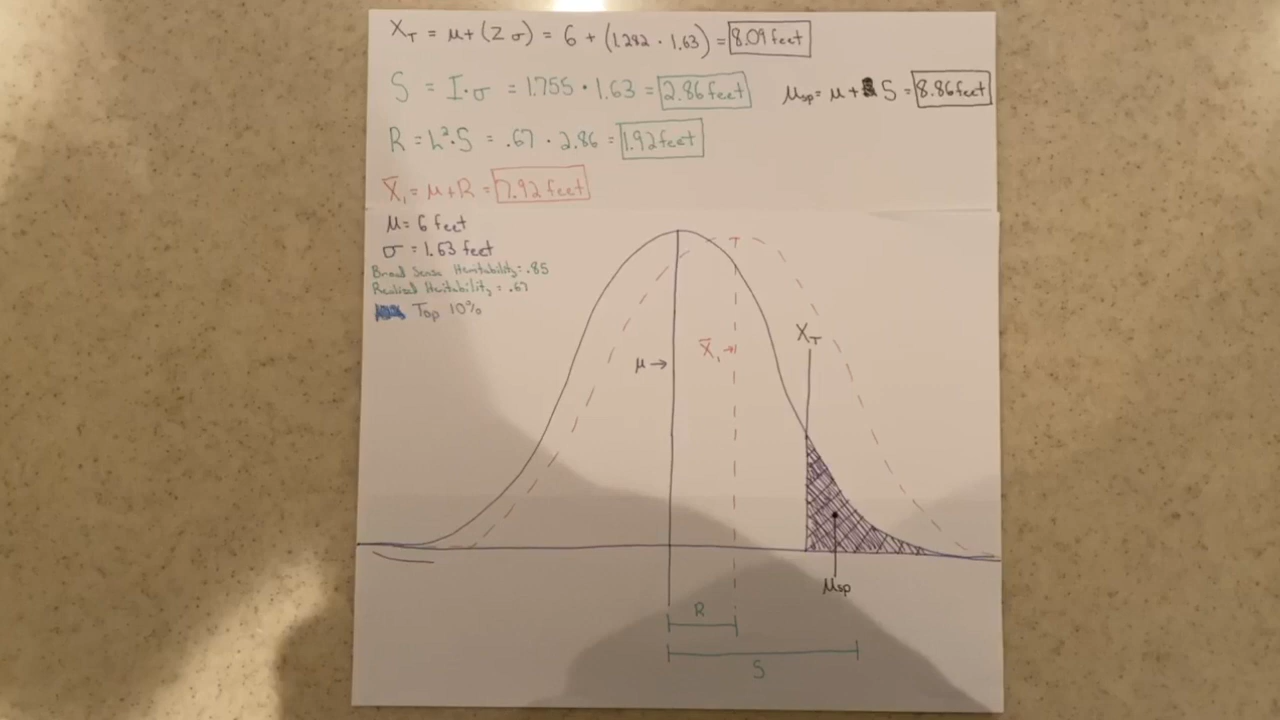 X_T = μ+(Z σ) = 6 + (1.282 · 1.63) = 8.09 feet
S = I·σ = 1.755 · 1.63 = 2.86 feet
μsp = μ + S = 8.86 feet
R = h²·S = .67 · 2.86 = 1.92 feet
X̄₁ = μ+R = 7.92 feet
μ = 6 feet
σ = 1.63 feet
Broad Sense Heritability: .85
Realized Heritability: .67
Top 10%
X_T
X̄₁→
μ→
μsp
R
S